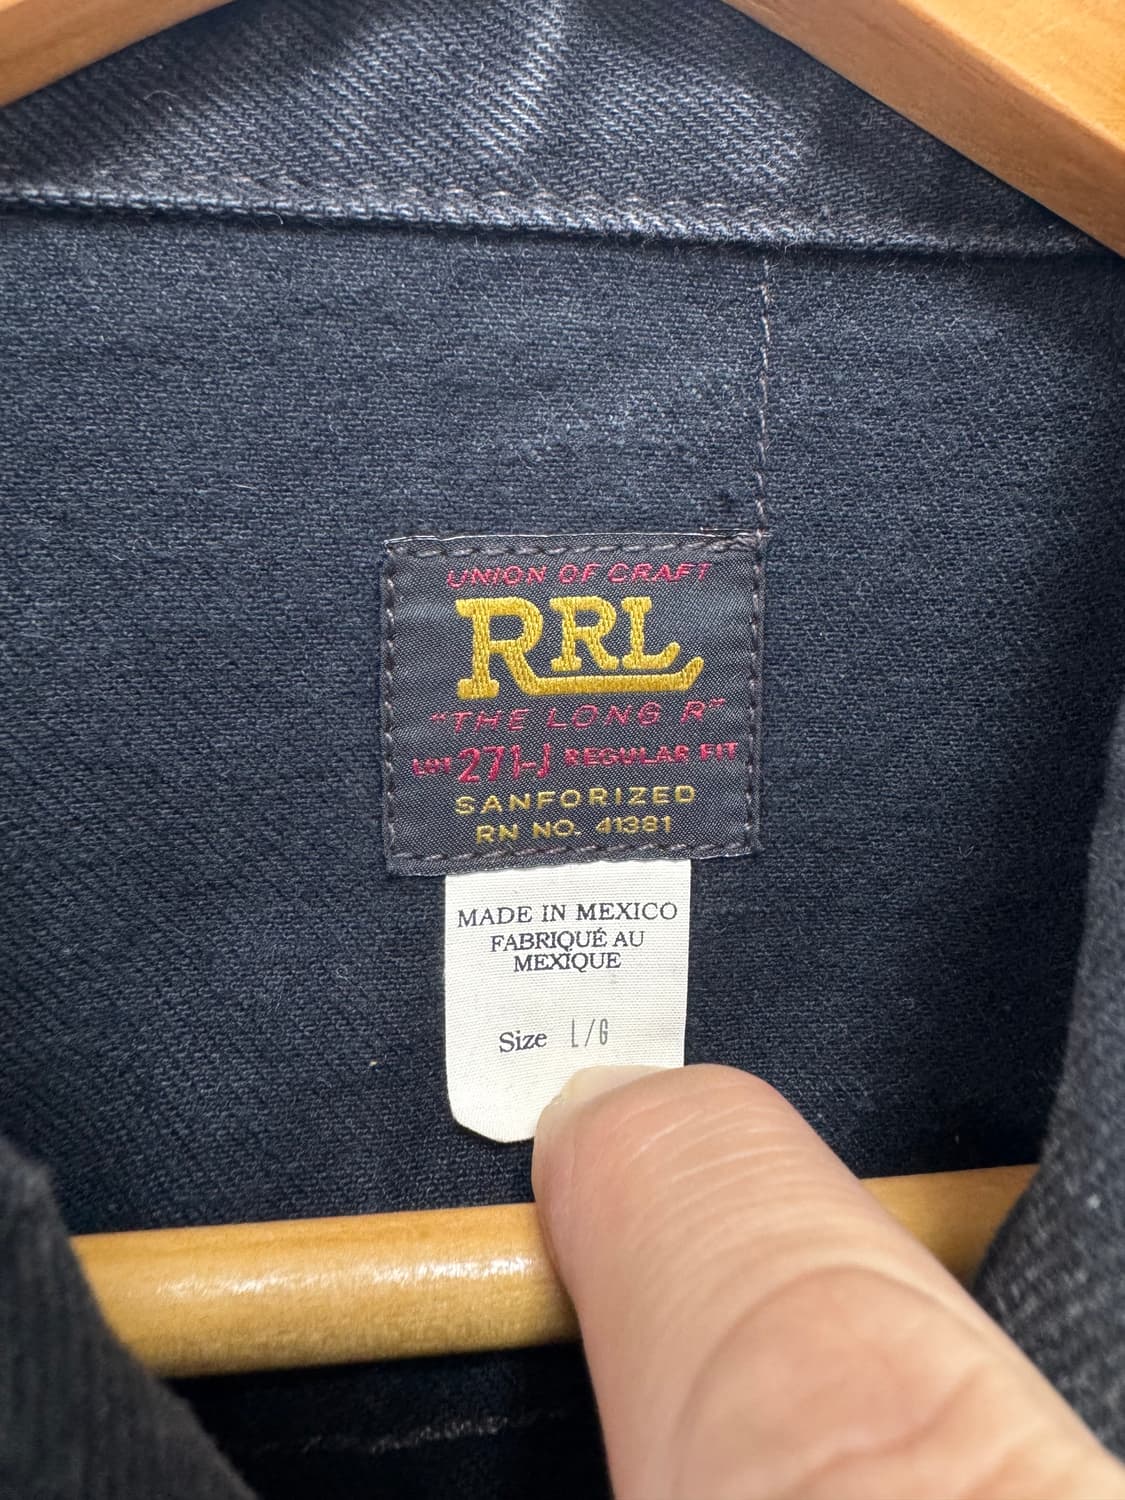 UNION OF CRAFT
RRL
"THE LONG R"
LOT 271-J REGULAR FIT
SANFORIZED
RN NO. 41381
MADE IN MEXICO
FABRIQUÉ AU
MEXIQUE
Size L/G